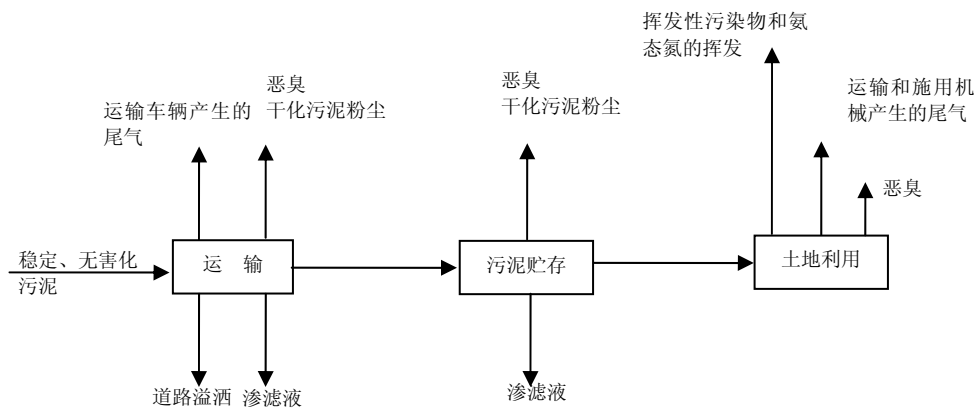 挥发性污染物和氨
态氮的挥发
恶臭
干化污泥粉尘
运输和施用机
械产生的尾气
恶臭
干化污泥粉尘
运输车辆产生的
尾气
恶臭
稳定、无害化
污泥
运 输
污泥贮存
土地利用
道路溢洒
渗滤液
渗滤液